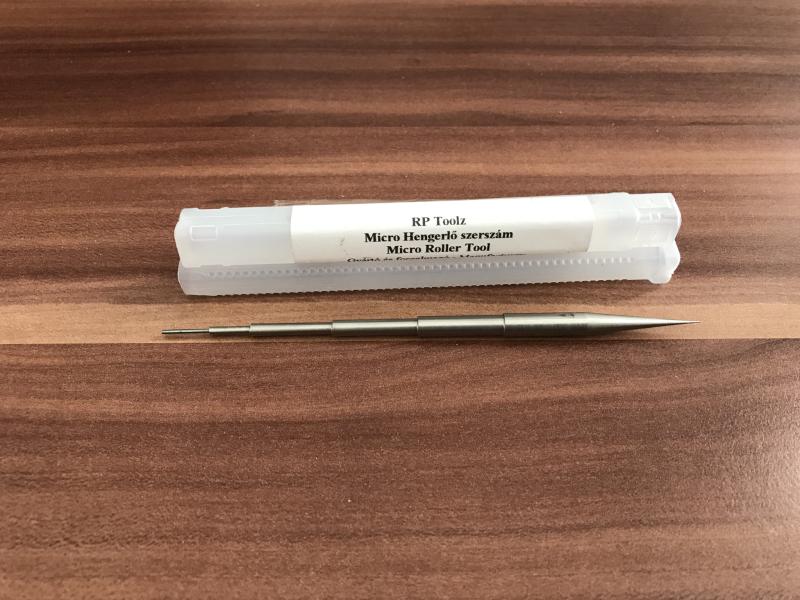 RP Toolz
Micro Hengerlő szerszám
Micro Roller Tool